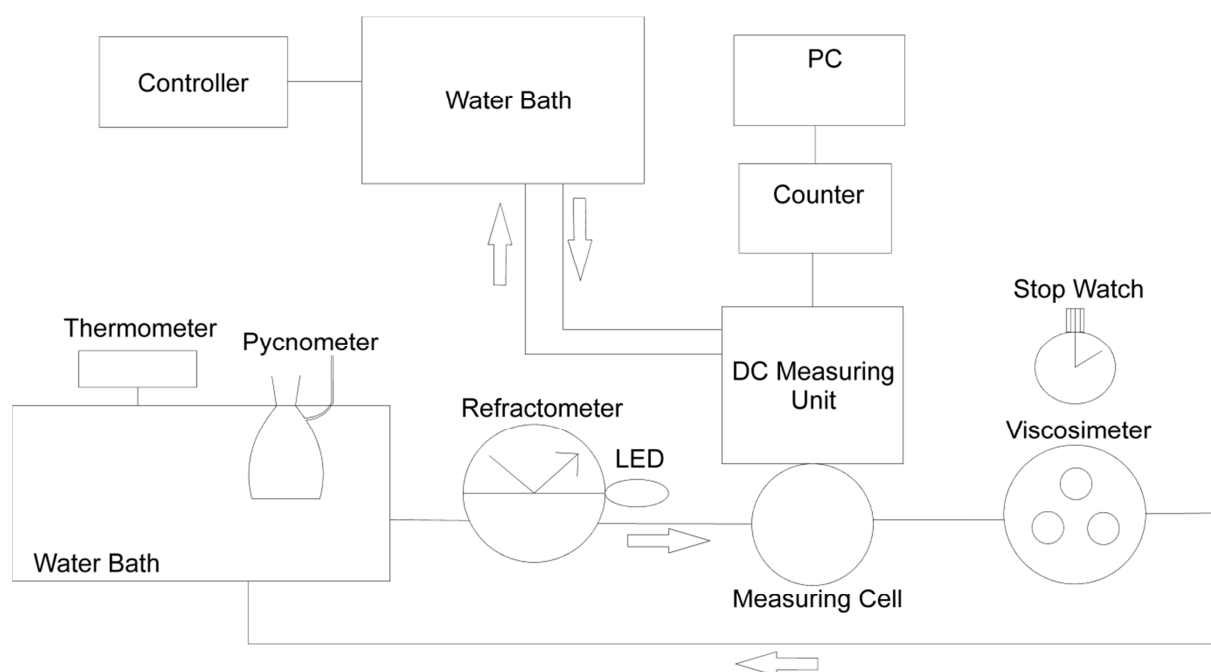 Controller
Water Bath
PC
Counter
Stop Watch
Thermometer
Pycnometer
DC Measuring
Unit
Refractometer
LED
Viscosimeter
Water Bath
Measuring Cell